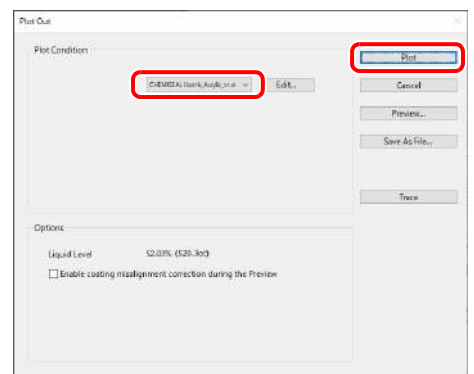 Plot Out
Plot Condition
Edit...
Plot
Cancel
Preview...
Save As File...
Trace
Options
Liquid Level 52.03% (520.3cc)
Enable coating misalignment correction during the Preview